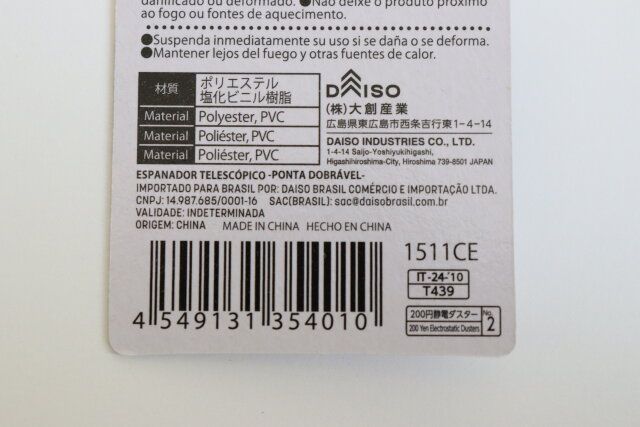 danificado ou deformado. ●Não deixe o produto próximo
ao fogo ou fontes de aquecimento.
●Suspenda inmediatamente su uso si se daña o se deforma.
●Mantener lejos del fuego y otras fuentes de calor.
材質 ポリエステル
塩化ビニル樹脂
Material Polyester, PVC
Material Poliéster, PVC
Material Poliéster, PVC
DAISO
(株)大創産業
広島県東広島市西条吉行東1-4-14
DAISO INDUSTRIES CO., LTD.
1-4-14 Saijo-Yoshiyukihigashi,
Higashihiroshima-City, Hiroshima 739-8501 JAPAN
ESPANADOR TELESCÓPICO -PONTA DOBRÁVEL-
IMPORTADO PARA BRASIL POR: DAISO BRASIL COMÉRCIO E IMPORTAÇÃO LTDA.
CNPJ: 14.987.685/0001-16 SAC(BRASIL): sac@daisobrasil.com.br
VALIDADE: INDETERMINADA
ORIGEM: CHINA MADE IN CHINA HECHO EN CHINA
1511CE
IT-24-'10
T439
4 549131 354010
200円静電ダスター No.
200 Yen Electrostatic Dusters 2